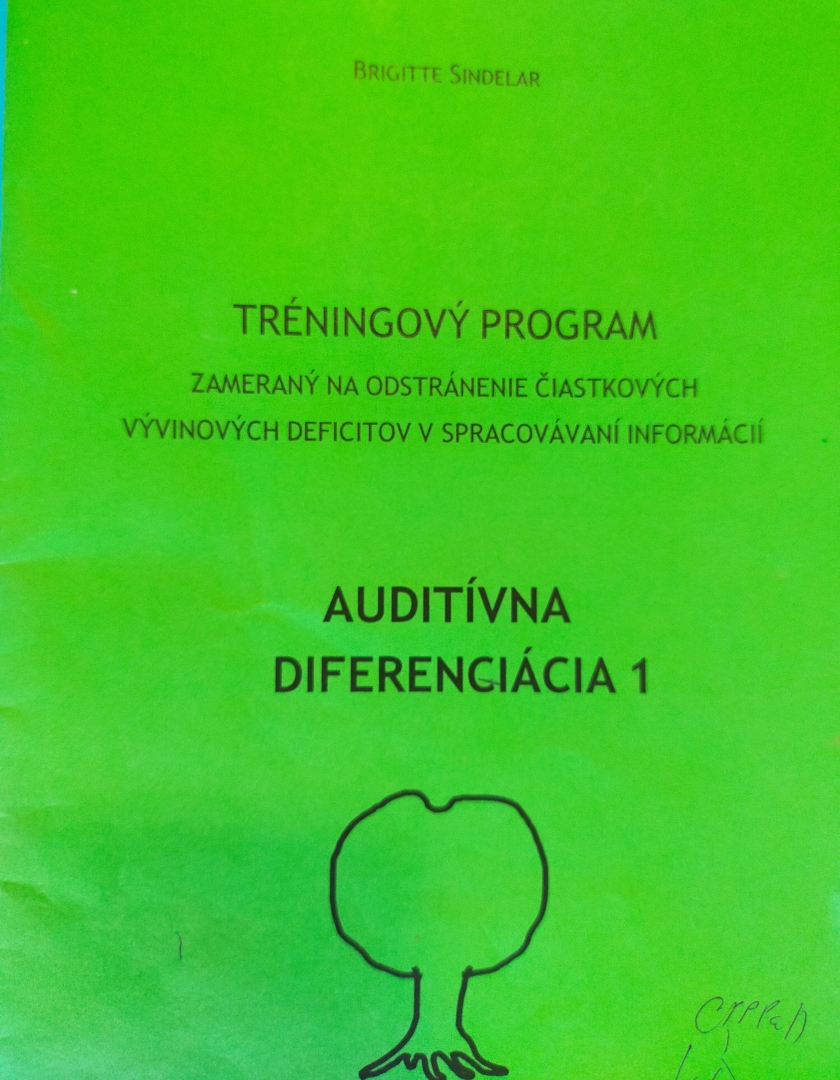 BRIGITTE SINDELAR
TRÉNINGOVÝ PROGRAM
ZAMERANÝ NA ODSTRÁNENIE ČIASTKOVÝCH
VÝVINOVÝCH DEFICITOV V SPRACOVÁVANÍ INFORMÁCIÍ
AUDITÍVNA
DIFERENCIÁCIA 1